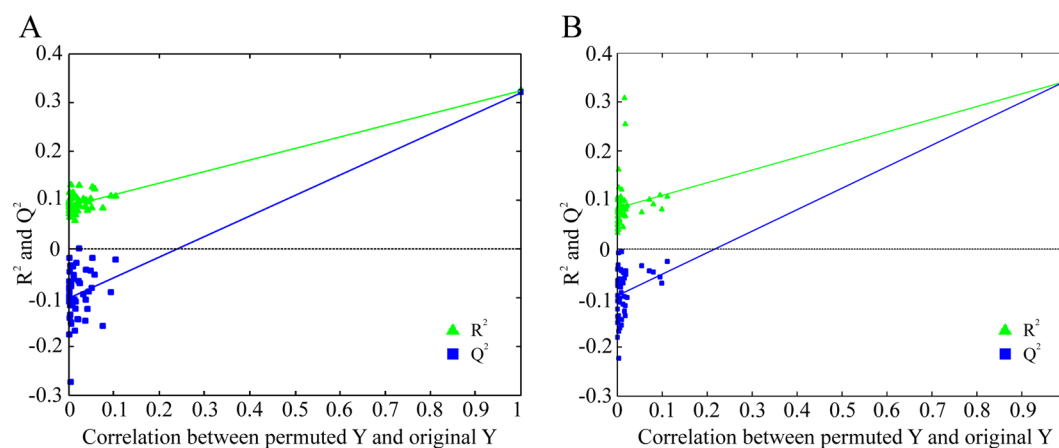 A
0.4
0.3
0.2
0.1
0
-0.1
-0.2
-0.3
R² and Q²
0 0.1 0.2 0.3 0.4 0.5 0.6 0.7 0.8 0.9 1
Correlation between permuted Y and original Y
R²
Q²
B
0.4
0.3
0.2
0.1
0
-0.1
-0.2
-0.3
R² and Q²
0 0.1 0.2 0.3 0.4 0.5 0.6 0.7 0.8 0.9
Correlation between permuted Y and original Y
R²
Q²